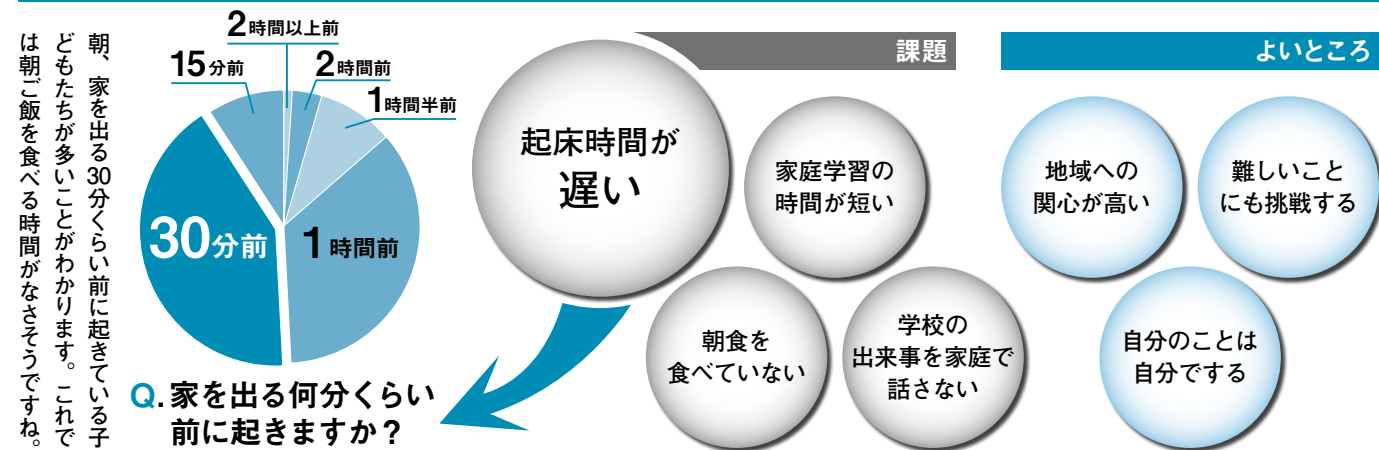 朝、家を出る30分くらい前に起きている子
どもたちが多いことがわかります。これで
は朝ご飯を食べる時間がなさそうですね。
2時間以上前
15分前
2時間前
1時間半前
30分前
1時間前
Q.家を出る何分くらい
前に起きますか?
課題
起床時間が
遅い
家庭学習の
時間が短い
朝食を
食べていない
学校の
出来事を家庭で
話さない
よいところ
地域への
関心が高い
難しいこと
にも挑戦する
自分のことは
自分でする